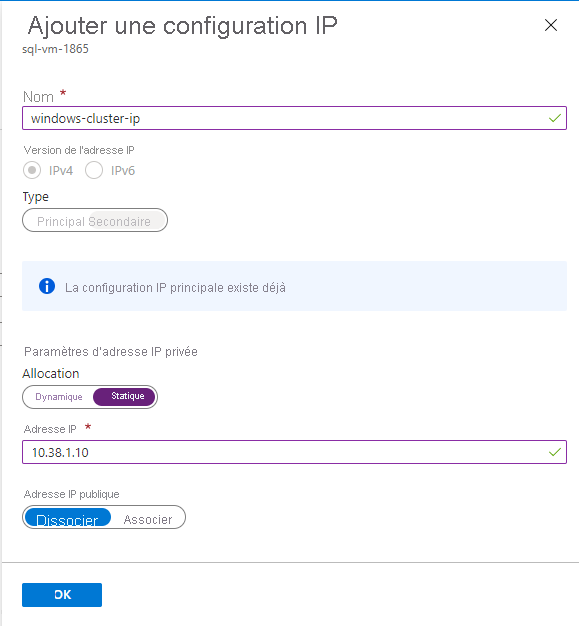 Ajouter une configuration IP
sql-vm-1865
Nom *
windows-cluster-ip
Version de l'adresse IP
IPv4 IPv6
Type
Principal Secondaire
La configuration IP principale existe déjà
Paramètres d'adresse IP privée
Allocation
Dynamique Statique
Adresse IP *
10.38.1.10
Adresse IP publique
Dissocier Associer
OK